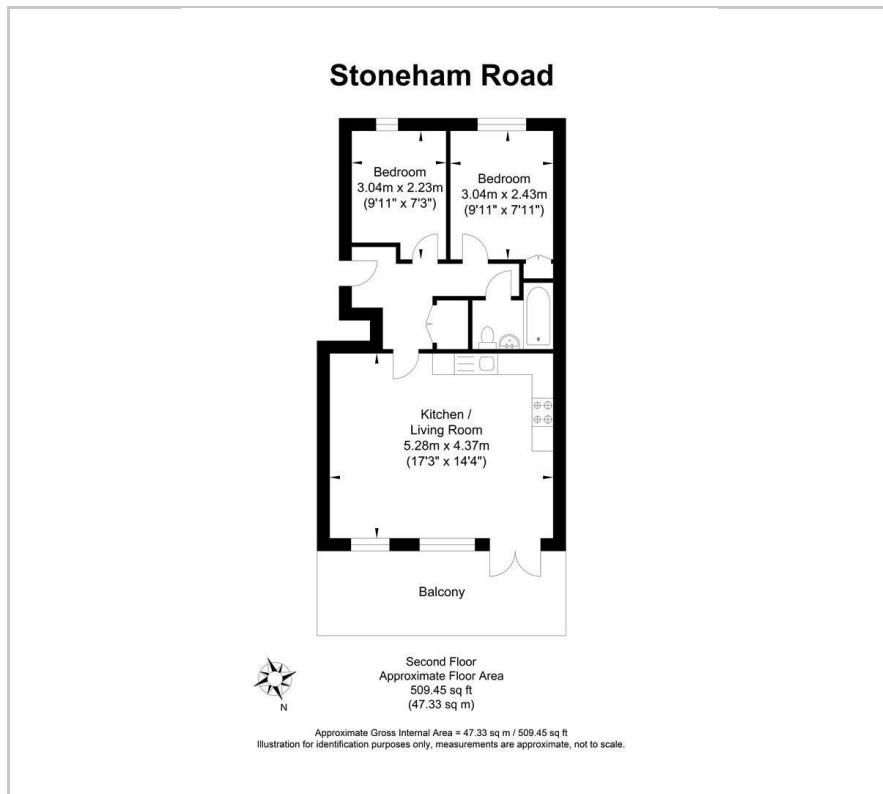 Stoneham Road
Bedroom
3.04m x 2.23m
(9'11" x 7'3")
Bedroom
3.04m x 2.43m
(9'11" x 7'11")
Kitchen /
Living Room
5.28m x 4.37m
(17'3" x 14'4")
Balcony
N
Second Floor
Approximate Floor Area
509.45 sq ft
(47.33 sq m)
Approximate Gross Internal Area = 47.33 sq m / 509.45 sq ft
Illustration for identification purposes only, measurements are approximate, not to scale.